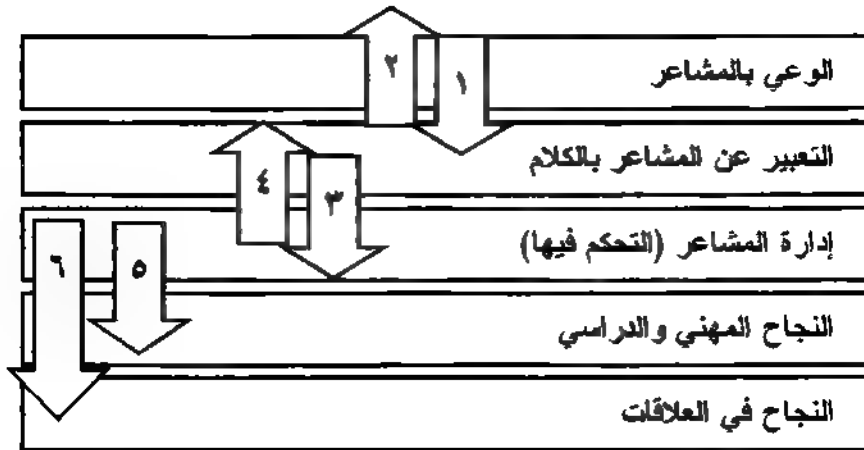 الوعي بالمشاعر
١
٢
التعبير عن المشاعر بالكلام
٣
٤
إدارة المشاعر (التحكم فيها)
٥
٦
النجاح المهني والدراسي
النجاح في العلاقات